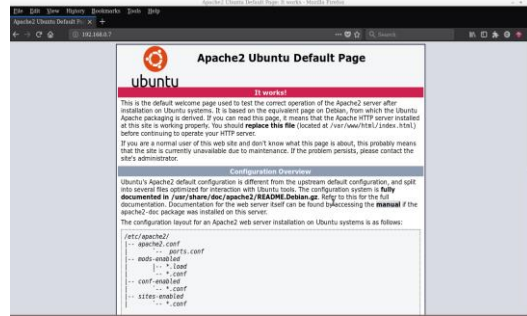 Apache2 Ubuntu Default Page: It works - Mozilla Firefox
File Edit View History Bookmarks Tools Help
Apache2 Ubuntu Default Pa
192.168.0.7
Search
ubuntu
Apache2 Ubuntu Default Page
It works!
This is the default welcome page used to test the correct operation of the Apache2 server after
installation on Ubuntu systems. It is based on the equivalent page on Debian, from which the Ubuntu
Apache packaging is derived. If you can read this page, it means that the Apache HTTP server installed
at this site is working properly. You should replace this file (located at /var/www/html/index.html)
before continuing to operate your HTTP server.
If you are a normal user of this web site and don't know what this page is about, this probably means
that the site is currently unavailable due to maintenance. If the problem persists, please contact the
site's administrator.
Configuration Overview
Ubuntu's Apache2 default configuration is different from the upstream default configuration, and split
into several files optimized for interaction with Ubuntu tools. The configuration system is fully
documented in /usr/share/doc/apache2/README.Debian.gz. Refer to this for the full
documentation. Documentation for the web server itself can be found by accessing the manual if the
apache2-doc package was installed on this server.
The configuration layout for an Apache2 web server installation on Ubuntu systems is as follows:
/etc/apache2/
|-- apache2.conf
|       `-- ports.conf
|-- mods-enabled
|       |-- *.load
|       `-- *.conf
|-- conf-enabled
|       `-- *.conf
|-- sites-enabled
|       `-- *.conf